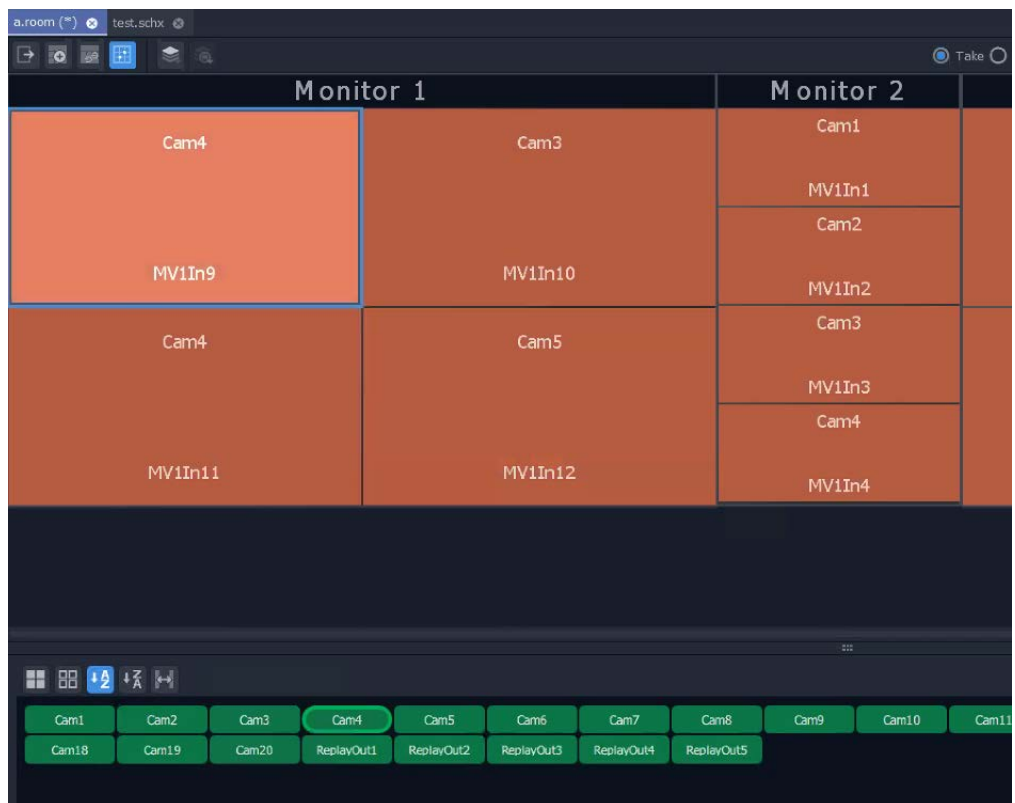 a.room (*) test.schx
Take
Monitor 1 Monitor 2
Cam4 Cam3 Cam1
MV1In1
Cam2
MV1In9 MV1In10
MV1In2
Cam4 Cam5 Cam3
MV1In3
Cam4
MV1In11 MV1In12
MV1In4
Cam1 Cam2 Cam3 Cam4 Cam5 Cam6 Cam7 Cam8 Cam9 Cam10 Cam11
Cam18 Cam19 Cam20 ReplayOut1 ReplayOut2 ReplayOut3 ReplayOut4 ReplayOut5